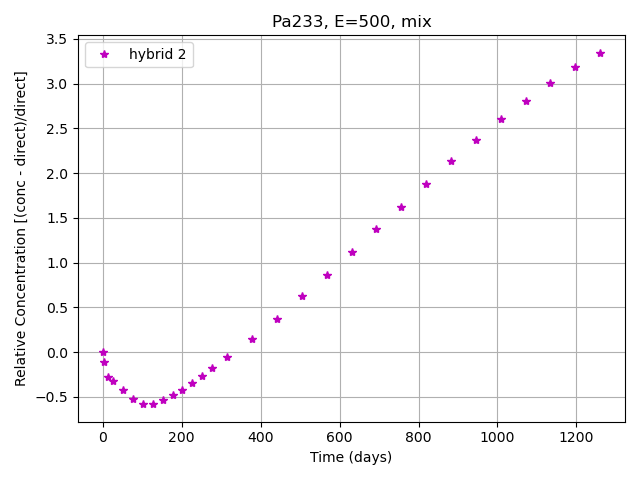 Pa233, E=500, mix
hybrid 2
Relative Concentration [(conc - direct)/direct]
3.5
3.0
2.5
2.0
1.5
1.0
0.5
0.0
−0.5
0 200 400 600 800 1000 1200
Time (days)